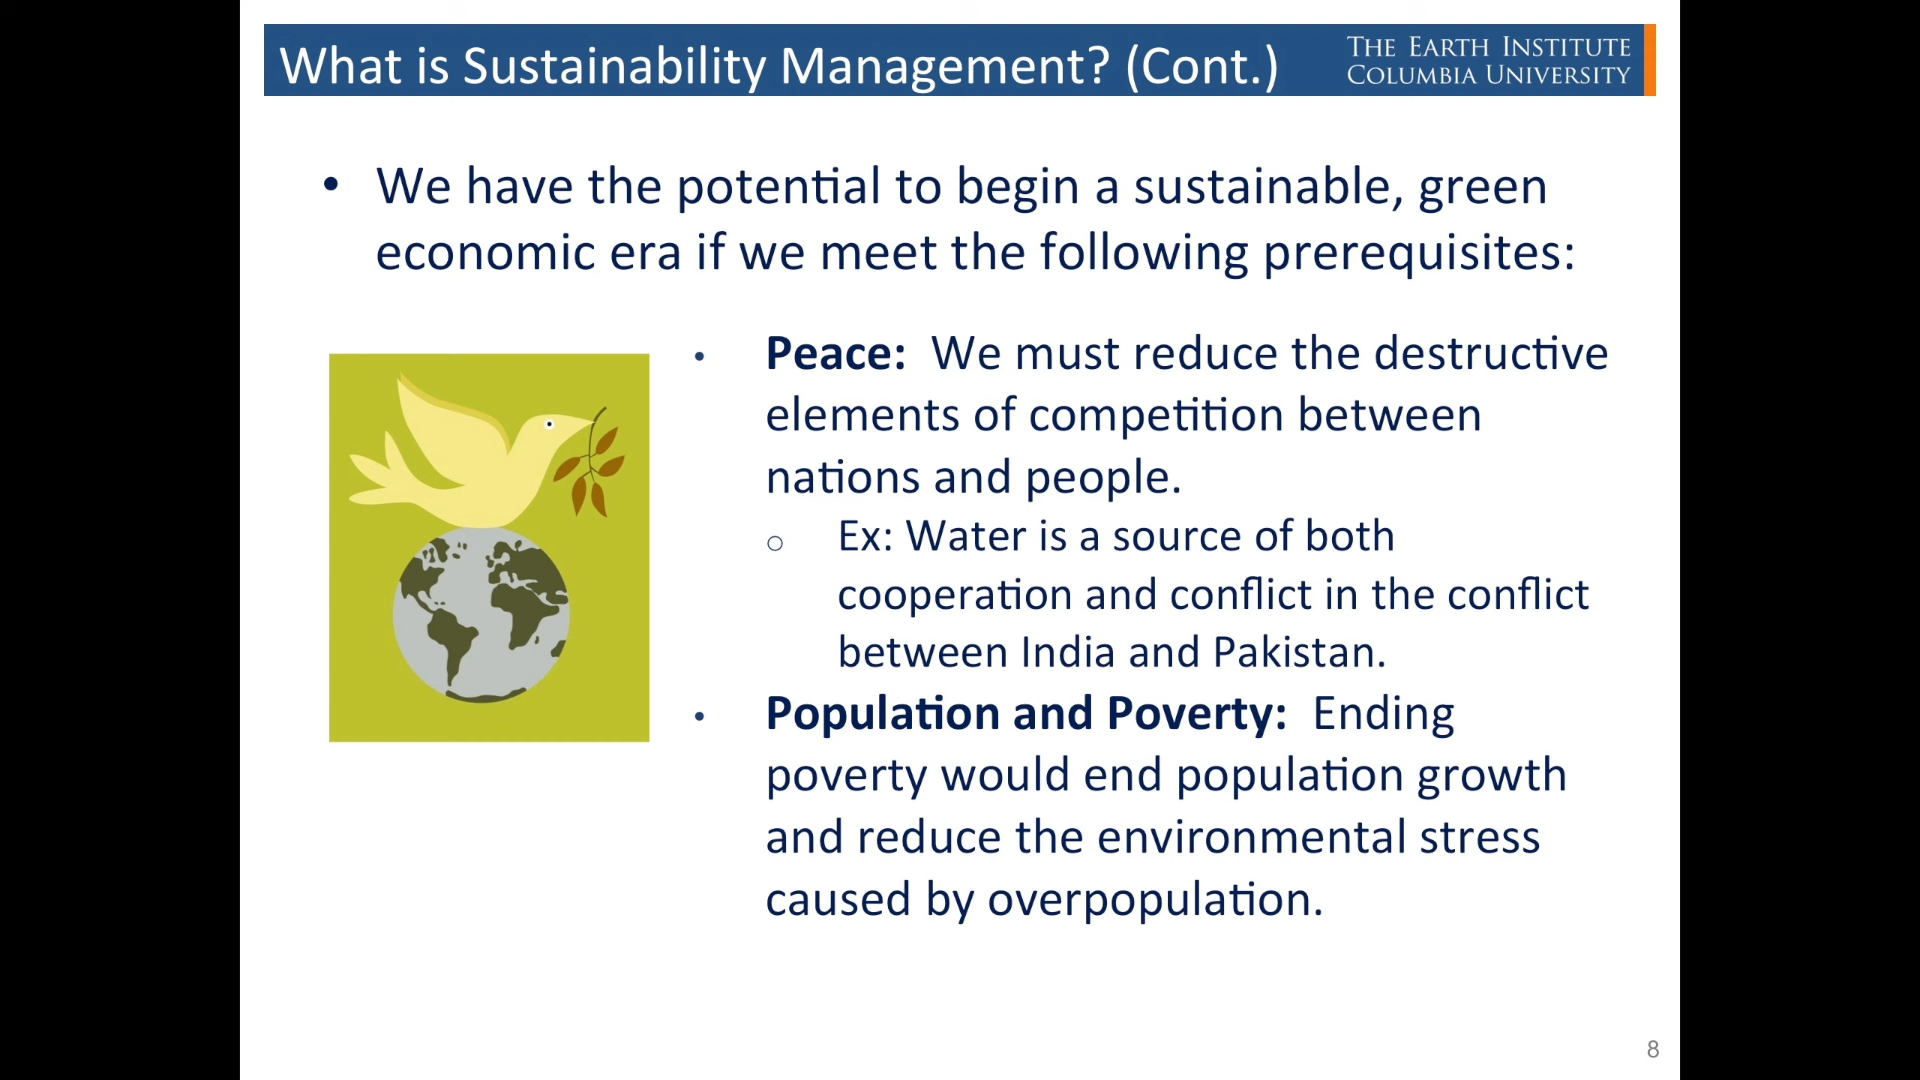 What is Sustainability Management? (Cont.)
THE EARTH INSTITUTE
COLUMBIA UNIVERSITY
• We have the potential to begin a sustainable, green
economic era if we meet the following prerequisites:
• Peace: We must reduce the destructive
elements of competition between
nations and people.
o Ex: Water is a source of both
cooperation and conflict in the conflict
between India and Pakistan.
• Population and Poverty: Ending
poverty would end population growth
and reduce the environmental stress
caused by overpopulation.
8